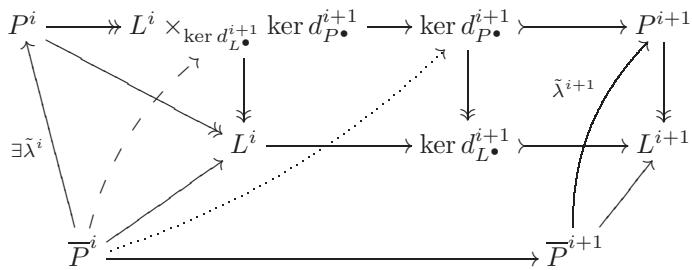 $P^i$ $L^i \times_{\ker d_{L^\bullet}^{i+1}} \ker d_{P^\bullet}^{i+1}$ $\ker d_{P^\bullet}^{i+1}$ $P^{i+1}$
$\tilde{\lambda}^{i+1}$
$\exists \tilde{\lambda}^i$ $L^i$ $\ker d_{L^\bullet}^{i+1}$ $L^{i+1}$
$\overline{P}^i$ $\overline{P}^{i+1}$